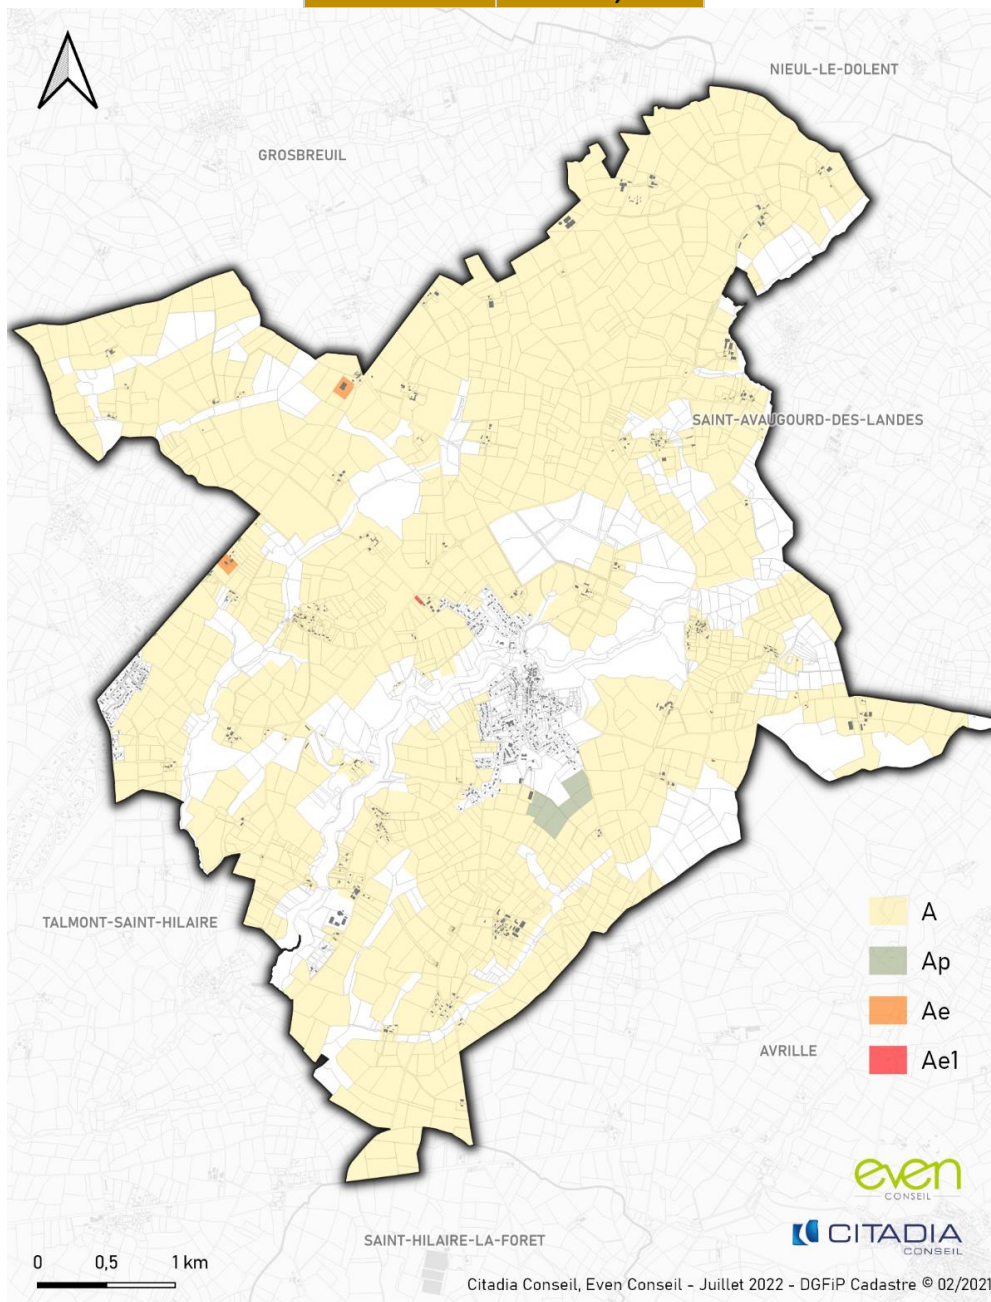 NIEUL-LE-DOLENT
GROSBREUIL
SAINT-AVAUGOURD-DES-LANDES
TALMONT-SAINT-HILAIRE
A
Ap
Ae
Ae1
AVRILLE
even
CONSEIL
CITADIA
CONSEIL
SAINT-HILAIRE-LA-FORET
0 0,5 1 km
Citadia Conseil, Even Conseil - Juillet 2022 - DGFiP Cadastre © 02/2021